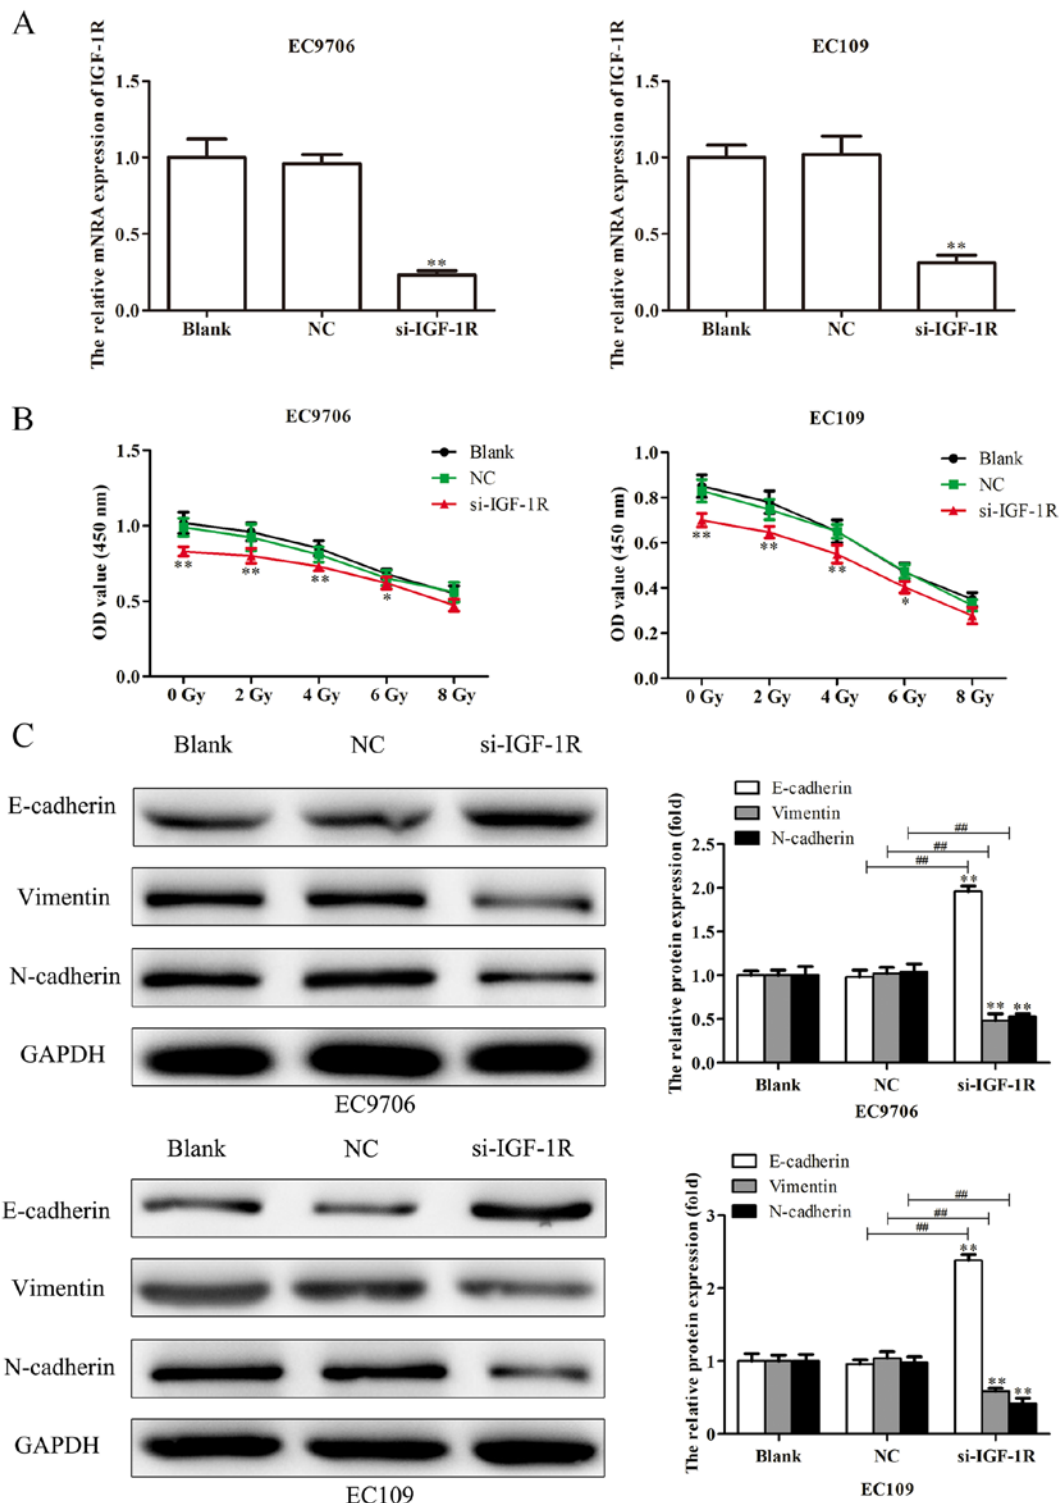 A
EC9706
The relative mNRA expression of IGF-1R
1.5
1.0
0.5
0.0
**
Blank NC si-IGF-1R
EC109
The relative mNRA expression of IGF-1R
1.5
1.0
0.5
0.0
**
Blank NC si-IGF-1R
B
EC9706
OD value (450 nm)
1.5
1.0
0.5
0.0
Blank
NC
si-IGF-1R
** ** ** *
0 Gy 2 Gy 4 Gy 6 Gy 8 Gy
EC109
OD value (450 nm)
1.0
0.8
0.6
0.4
0.2
0.0
Blank
NC
si-IGF-1R
** ** ** *
0 Gy 2 Gy 4 Gy 6 Gy 8 Gy
C
Blank NC si-IGF-1R
E-cadherin
Vimentin
N-cadherin
GAPDH
EC9706
E-cadherin
Vimentin
N-cadherin
The relative protein expression (fold)
2.5
2.0
1.5
1.0
0.5
0.0
##
##
##
**
** **
Blank NC si-IGF-1R
EC9706
Blank NC si-IGF-1R
E-cadherin
Vimentin
N-cadherin
GAPDH
EC109
E-cadherin
Vimentin
N-cadherin
The relative protein expression (fold)
3
2
1
0
##
##
##
**
** **
Blank NC si-IGF-1R
EC109